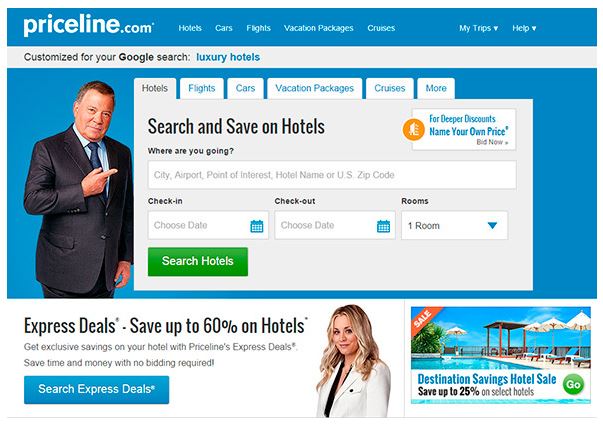 priceline.com®
Hotels Cars Flights Vacation Packages Cruises My Trips Help
Customized for your Google search: luxury hotels
Hotels Flights Cars Vacation Packages Cruises More
Search and Save on Hotels
For Deeper Discounts
Name Your Own Price®
Bid Now »
Where are you going?
City, Airport, Point of Interest, Hotel Name or U.S. Zip Code
Check-in Check-out Rooms
Choose Date Choose Date 1 Room
Search Hotels
Express Deals® - Save up to 60% on Hotels*
Get exclusive savings on your hotel with Priceline's Express Deals®.
Save time and money with no bidding required!
Search Express Deals®
SALE
Destination Savings Hotel Sale
Save up to 25% on select hotels
Go